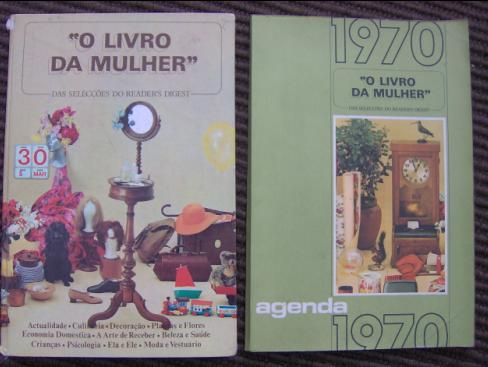 "O LIVRO
DA MULHER"
DAS SELECÇÕES DO READER'S DIGEST
30
MAR
Actualidade • Culinária • Decoração • Plantas e Flores
Economia Domestica • A Arte de Receber • Beleza e Saúde
Crianças • Psicologia • Ela e Ele • Moda e Vestuário
1970
"O LIVRO
DA MULHER"
DAS SELECÇÕES DO READER'S DIGEST
agenda
1970